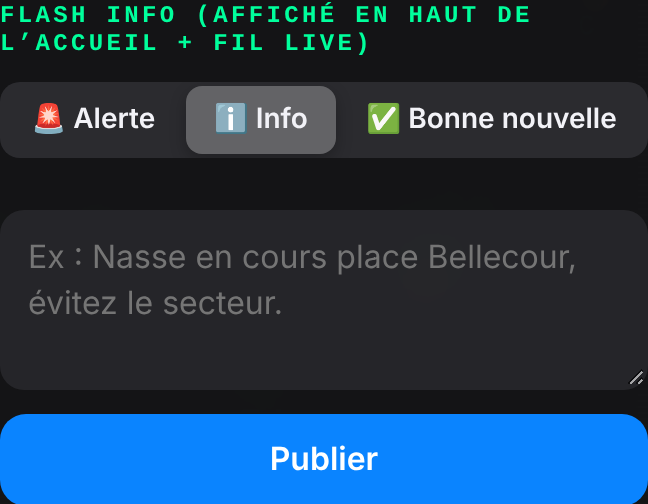 FLASH INFO (AFFICHÉ EN HAUT DE
L’ACCUEIL + FIL LIVE)
🚨 Alerte
ℹ️ Info
✅ Bonne nouvelle
Ex : Nasse en cours place Bellecour,
évitez le secteur.
Publier